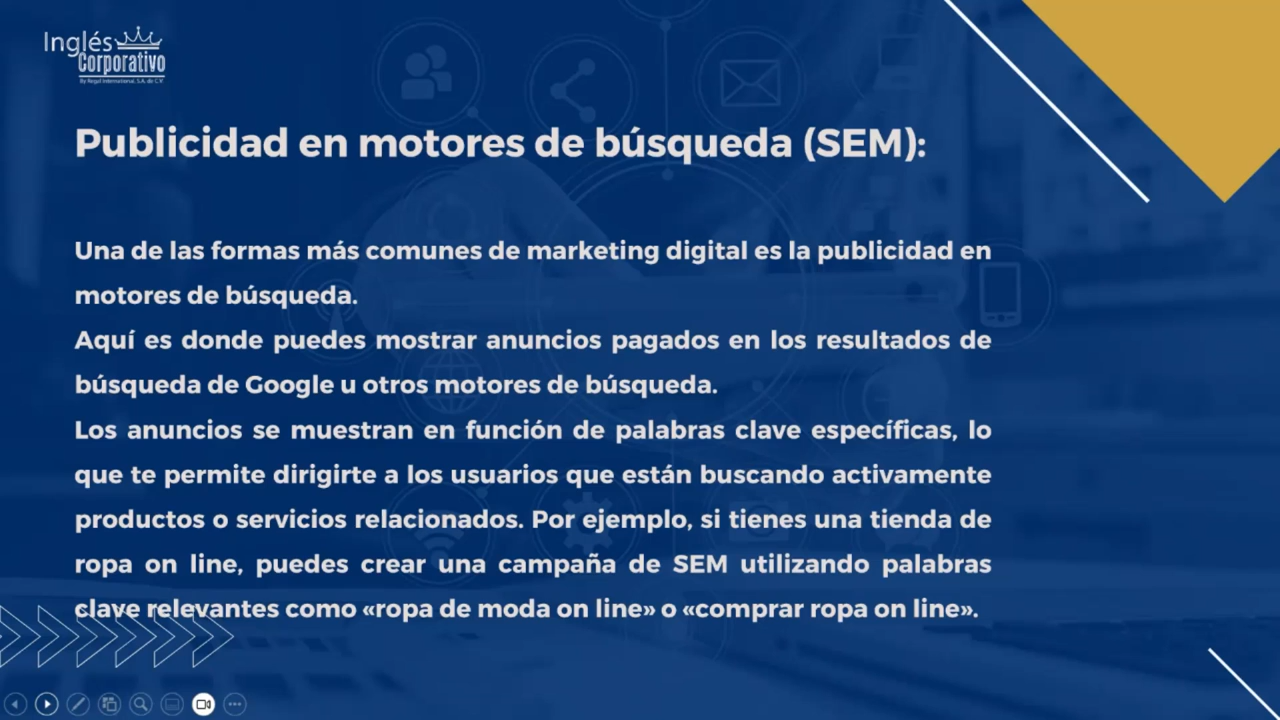 Inglés
Corporativo
By Regal International, S.A. de C.V.
Publicidad en motores de búsqueda (SEM):
Una de las formas más comunes de marketing digital es la publicidad en
motores de búsqueda.
Aquí es donde puedes mostrar anuncios pagados en los resultados de
búsqueda de Google u otros motores de búsqueda.
Los anuncios se muestran en función de palabras clave específicas, lo
que te permite dirigirte a los usuarios que están buscando activamente
productos o servicios relacionados. Por ejemplo, si tienes una tienda de
ropa on line, puedes crear una campaña de SEM utilizando palabras
clave relevantes como «ropa de moda on line» o «comprar ropa on line».